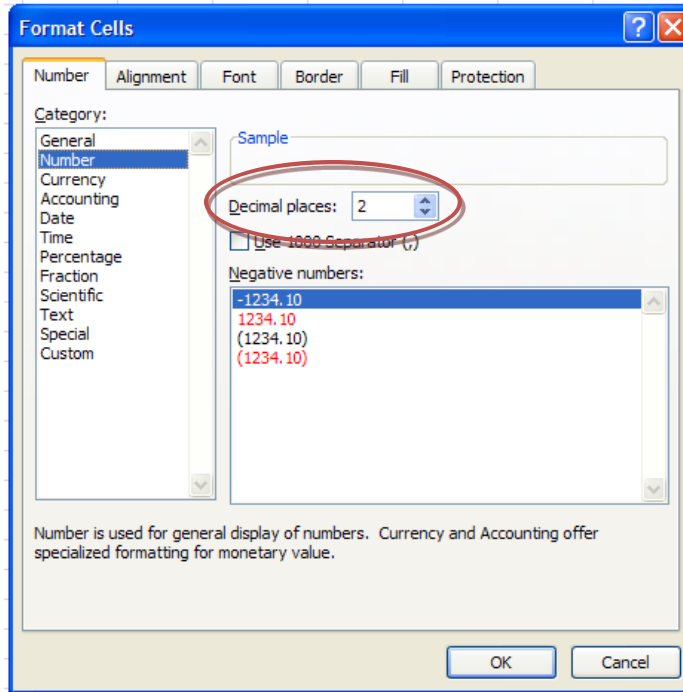 Format Cells
Number Alignment Font Border Fill Protection
Category:
General
Number
Currency
Accounting
Date
Time
Percentage
Fraction
Scientific
Text
Special
Custom
Sample
Decimal places: 2
Use 1000 Separator (,)
Negative numbers:
-1234.10
1234.10
(1234.10)
(1234.10)
Number is used for general display of numbers. Currency and Accounting offer
specialized formatting for monetary value.
OK Cancel